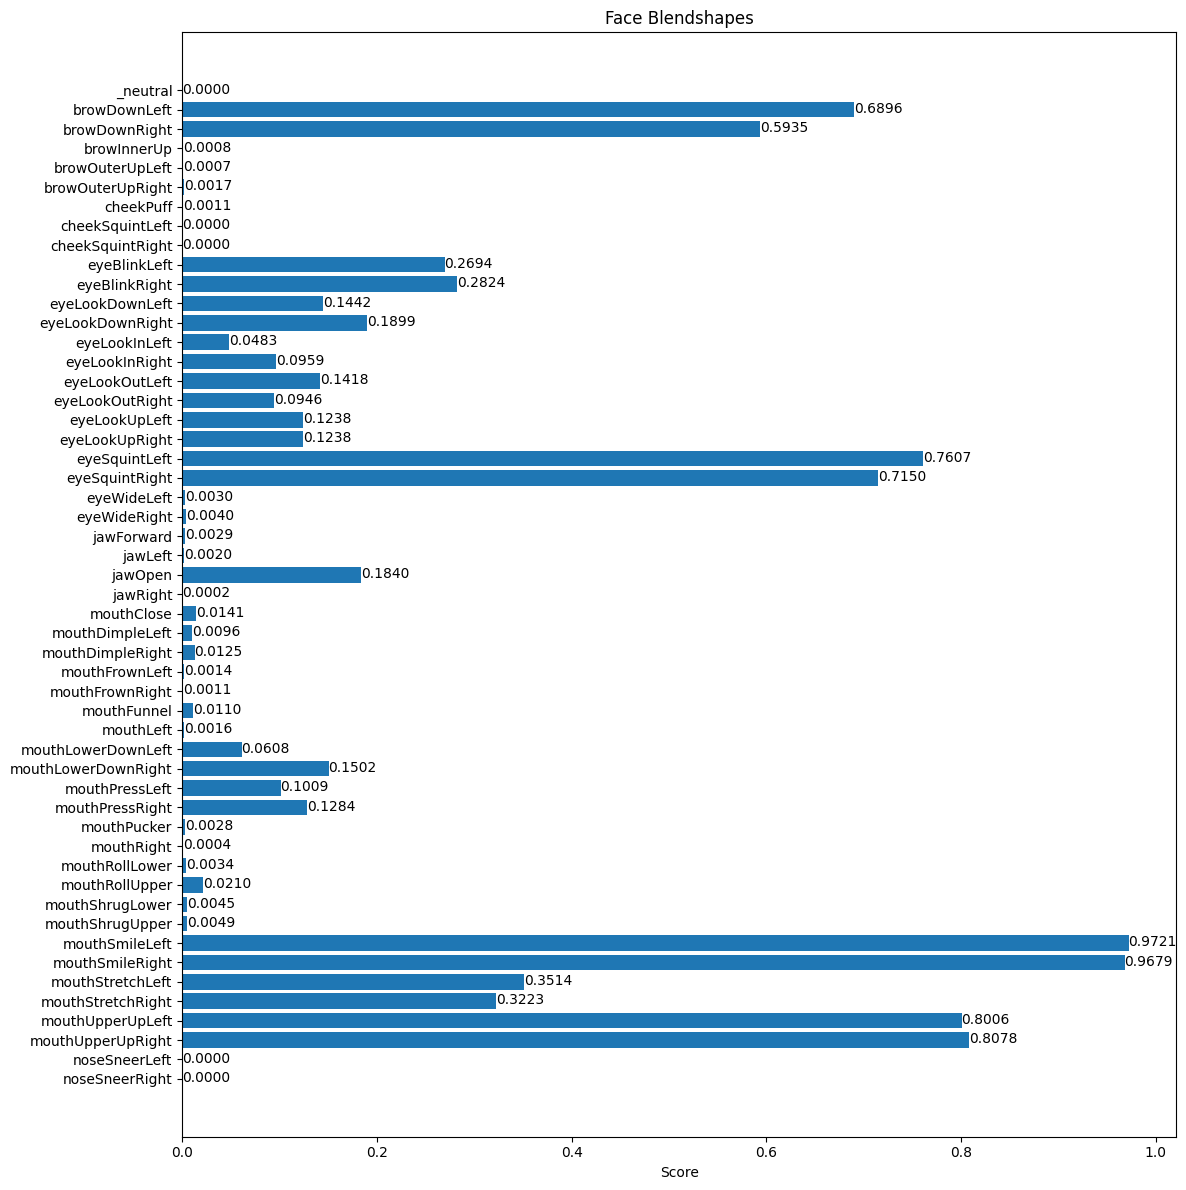 Face Blendshapes
_neutral 0.0000
browDownLeft 0.6896
browDownRight 0.5935
browInnerUp 0.0008
browOuterUpLeft 0.0007
browOuterUpRight 0.0017
cheekPuff 0.0011
cheekSquintLeft 0.0000
cheekSquintRight 0.0000
eyeBlinkLeft 0.2694
eyeBlinkRight 0.2824
eyeLookDownLeft 0.1442
eyeLookDownRight 0.1899
eyeLookInLeft 0.0483
eyeLookInRight 0.0959
eyeLookOutLeft 0.1418
eyeLookOutRight 0.0946
eyeLookUpLeft 0.1238
eyeLookUpRight 0.1238
eyeSquintLeft 0.7607
eyeSquintRight 0.7150
eyeWideLeft 0.0030
eyeWideRight 0.0040
jawForward 0.0029
jawLeft 0.0020
jawOpen 0.1840
jawRight 0.0002
mouthClose 0.0141
mouthDimpleLeft 0.0096
mouthDimpleRight 0.0125
mouthFrownLeft 0.0014
mouthFrownRight 0.0011
mouthFunnel 0.0110
mouthLeft 0.0016
mouthLowerDownLeft 0.0608
mouthLowerDownRight 0.1502
mouthPressLeft 0.1009
mouthPressRight 0.1284
mouthPucker 0.0028
mouthRight 0.0004
mouthRollLower 0.0034
mouthRollUpper 0.0210
mouthShrugLower 0.0045
mouthShrugUpper 0.0049
mouthSmileLeft 0.9721
mouthSmileRight 0.9679
mouthStretchLeft 0.3514
mouthStretchRight 0.3223
mouthUpperUpLeft 0.8006
mouthUpperUpRight 0.8078
noseSneerLeft 0.0000
noseSneerRight 0.0000
0.0 0.2 0.4 0.6 0.8 1.0
Score